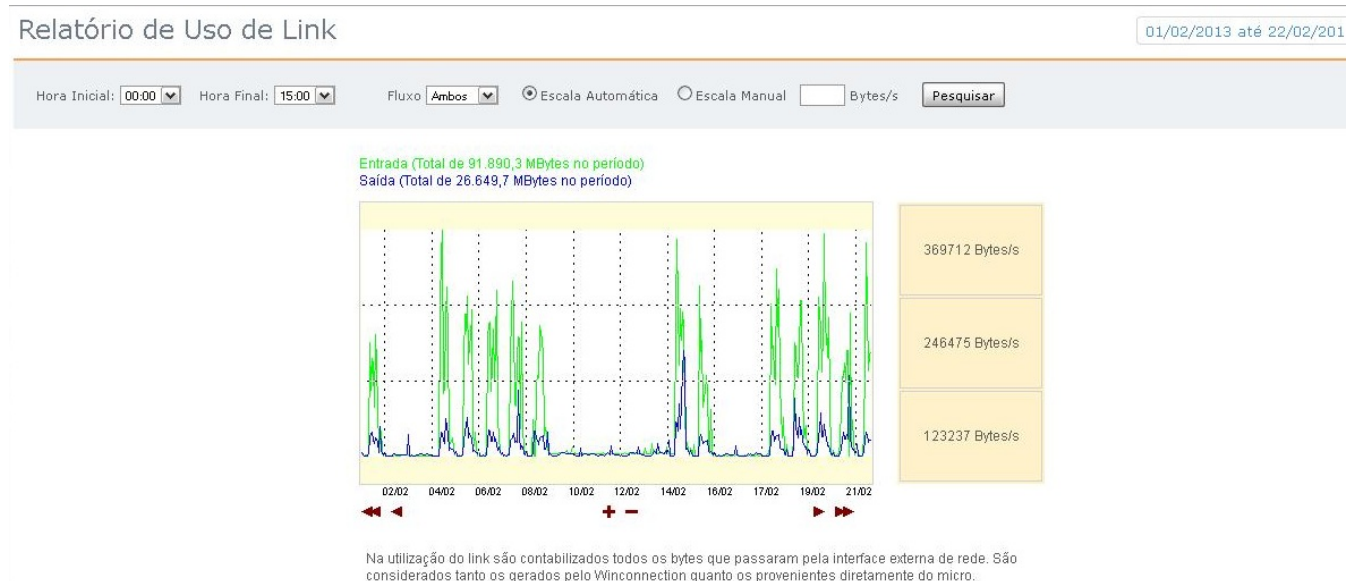 Relatório de Uso de Link
01/02/2013 até 22/02/201
Hora Inicial: 00:00 Hora Final: 15:00 Fluxo Ambos Escala Automática Escala Manual Bytes/s Pesquisar
Entrada (Total de 91.890,3 MBytes no período)
Saída (Total de 26.649,7 MBytes no período)
369712 Bytes/s
246475 Bytes/s
123237 Bytes/s
02/02 04/02 06/02 08/02 10/02 12/02 14/02 16/02 17/02 19/02 21/02
Na utilização do link são contabilizados todos os bytes que passaram pela interface externa de rede. São
considerados tanto os gerados pelo Winconnection quanto os provenientes diretamente do micro.